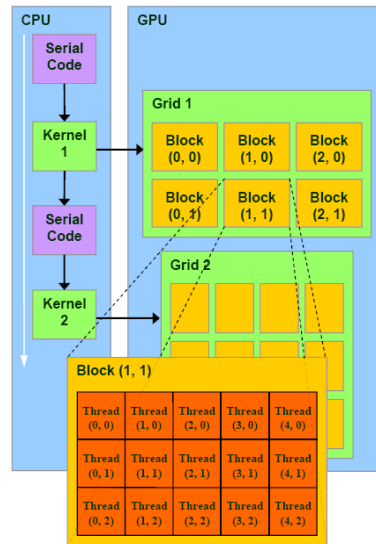 CPU
GPU
Serial
Code
Kernel
1
Serial
Code
Kernel
2
Grid 1
Block
(0, 0)
Block
(1, 0)
Block
(2, 0)
Block
(0, 1)
Block
(1, 1)
Block
(2, 1)
Grid 2
Block (1, 1)
Thread
(0, 0)
Thread
(1, 0)
Thread
(2, 0)
Thread
(3, 0)
Thread
(4, 0)
Thread
(0, 1)
Thread
(1, 1)
Thread
(2, 1)
Thread
(3, 1)
Thread
(4, 1)
Thread
(0, 2)
Thread
(1, 2)
Thread
(2, 2)
Thread
(3, 2)
Thread
(4, 2)